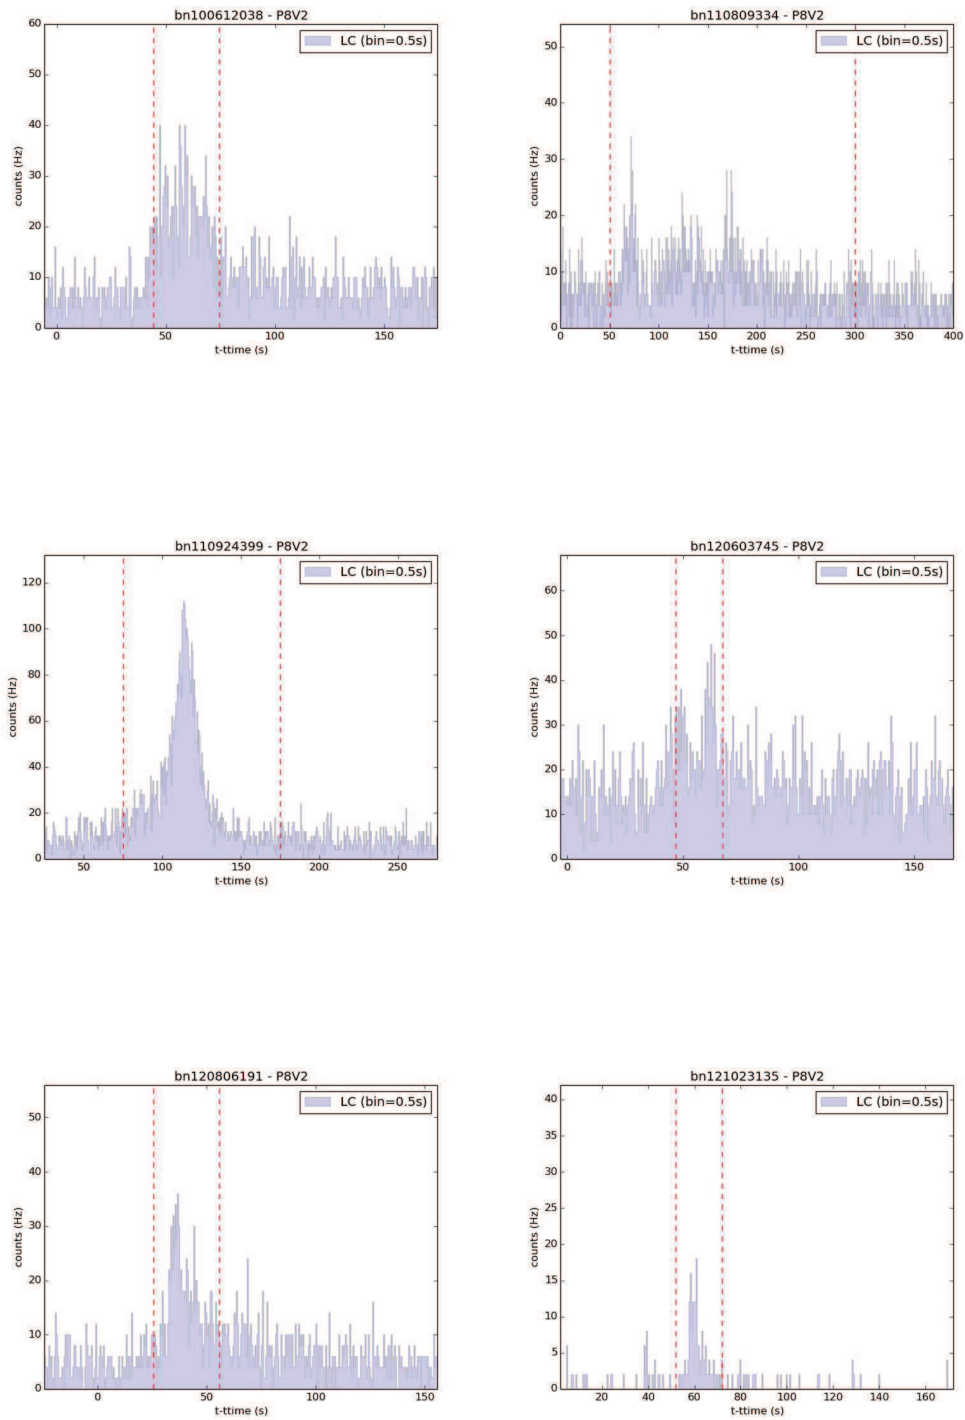 bn100612038 - P8V2
LC (bin=0.5s)
counts (Hz)
60
50
40
30
20
10
0
0 50 100 150
t-ttime (s)
bn110809334 - P8V2
LC (bin=0.5s)
counts (Hz)
50
40
30
20
10
0
0 50 100 150 200 250 300 350 400
t-ttime (s)
bn110924399 - P8V2
LC (bin=0.5s)
counts (Hz)
120
100
80
60
40
20
0
50 100 150 200 250
t-ttime (s)
bn120603745 - P8V2
LC (bin=0.5s)
counts (Hz)
60
50
40
30
20
10
0
0 50 100 150
t-ttime (s)
bn120806191 - P8V2
LC (bin=0.5s)
counts (Hz)
50
40
30
20
10
0
0 50 100 150
t-ttime (s)
bn121023135 - P8V2
LC (bin=0.5s)
counts (Hz)
40
35
30
25
20
15
10
5
0
20 40 60 80 100 120 140 160
t-ttime (s)